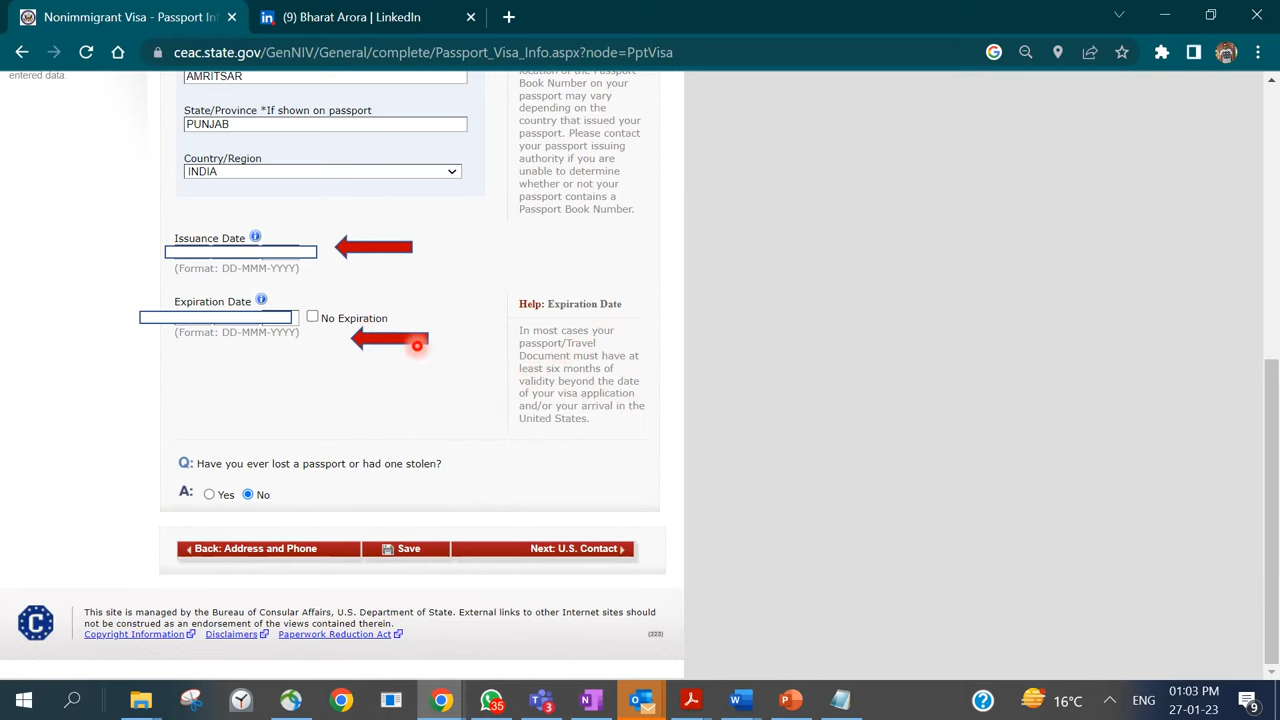 Nonimmigrant Visa - Passport In
(9) Bharat Arora | LinkedIn
ceac.state.gov/GenNIV/General/complete/Passport_Visa_Info.aspx?node=PptVisa
entered data.
AMRITSAR
State/Province *If shown on passport
PUNJAB
Country/Region
INDIA
location of the Passport
Book Number on your
passport may vary
depending on the
country that issued your
passport. Please contact
your passport issuing
authority if you are
unable to determine
whether or not your
passport contains a
Passport Book Number.
Issuance Date
(Format: DD-MMM-YYYY)
Expiration Date
No Expiration
(Format: DD-MMM-YYYY)
Help: Expiration Date
In most cases your
passport/Travel
Document must have at
least six months of
validity beyond the date
of your visa application
and/or your arrival in the
United States.
Q: Have you ever lost a passport or had one stolen?
A: Yes No
Back: Address and Phone
Save
Next: U.S. Contact
This site is managed by the Bureau of Consular Affairs, U.S. Department of State. External links to other Internet sites should
not be construed as an endorsement of the views contained therein.
Copyright Information Disclaimers Paperwork Reduction Act
(223)
35
3
16°C
ENG
01:03 PM
27-01-23
9